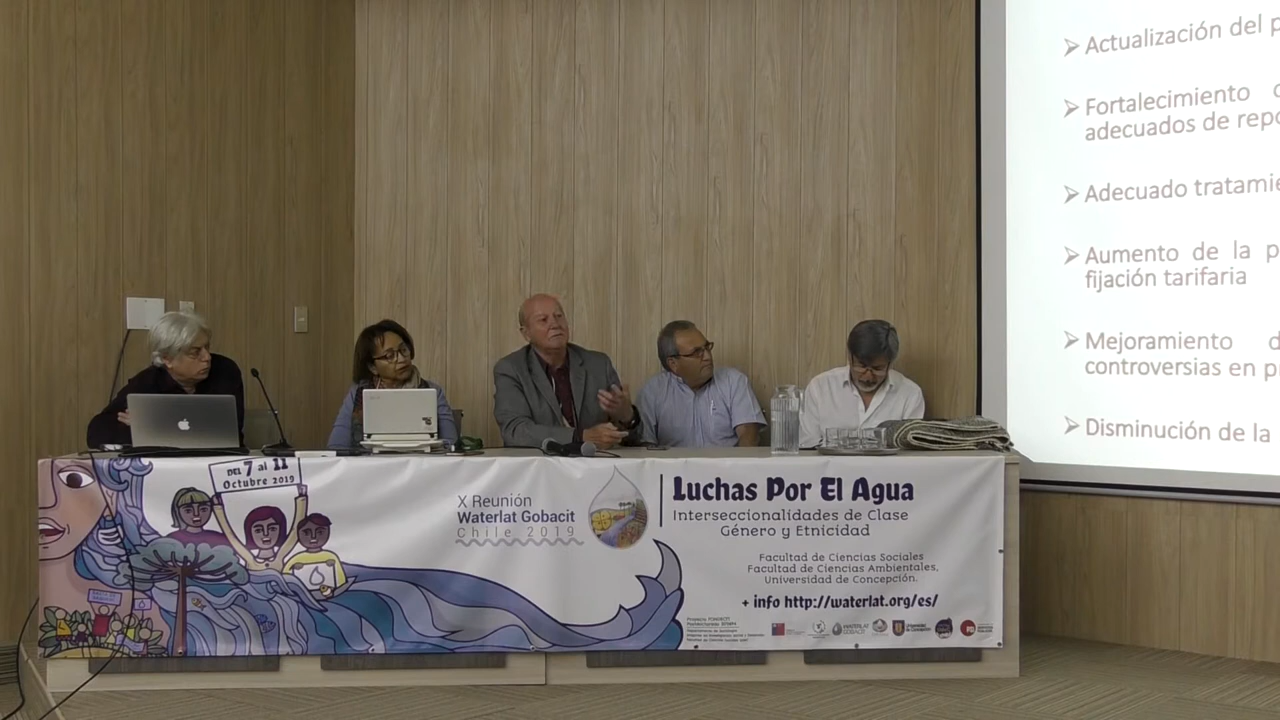 Actualización del p
Fortalecimiento
adecuados de repo
Adecuado tratamie
Aumento de la p
fijación tarifaria
Mejoramiento d
controversias en p
Disminución de la
DEL 7 al 11
Octubre 2019
X Reunión
Waterlat Gobacit
Chile 2019
Luchas Por El Agua
Interseccionalidades de Clase
Género y Etnicidad
Facultad de Ciencias Sociales
Facultad de Ciencias Ambientales,
Universidad de Concepción.
+ info http://waterlat.org/es/
WATERLAT
GOBACIT